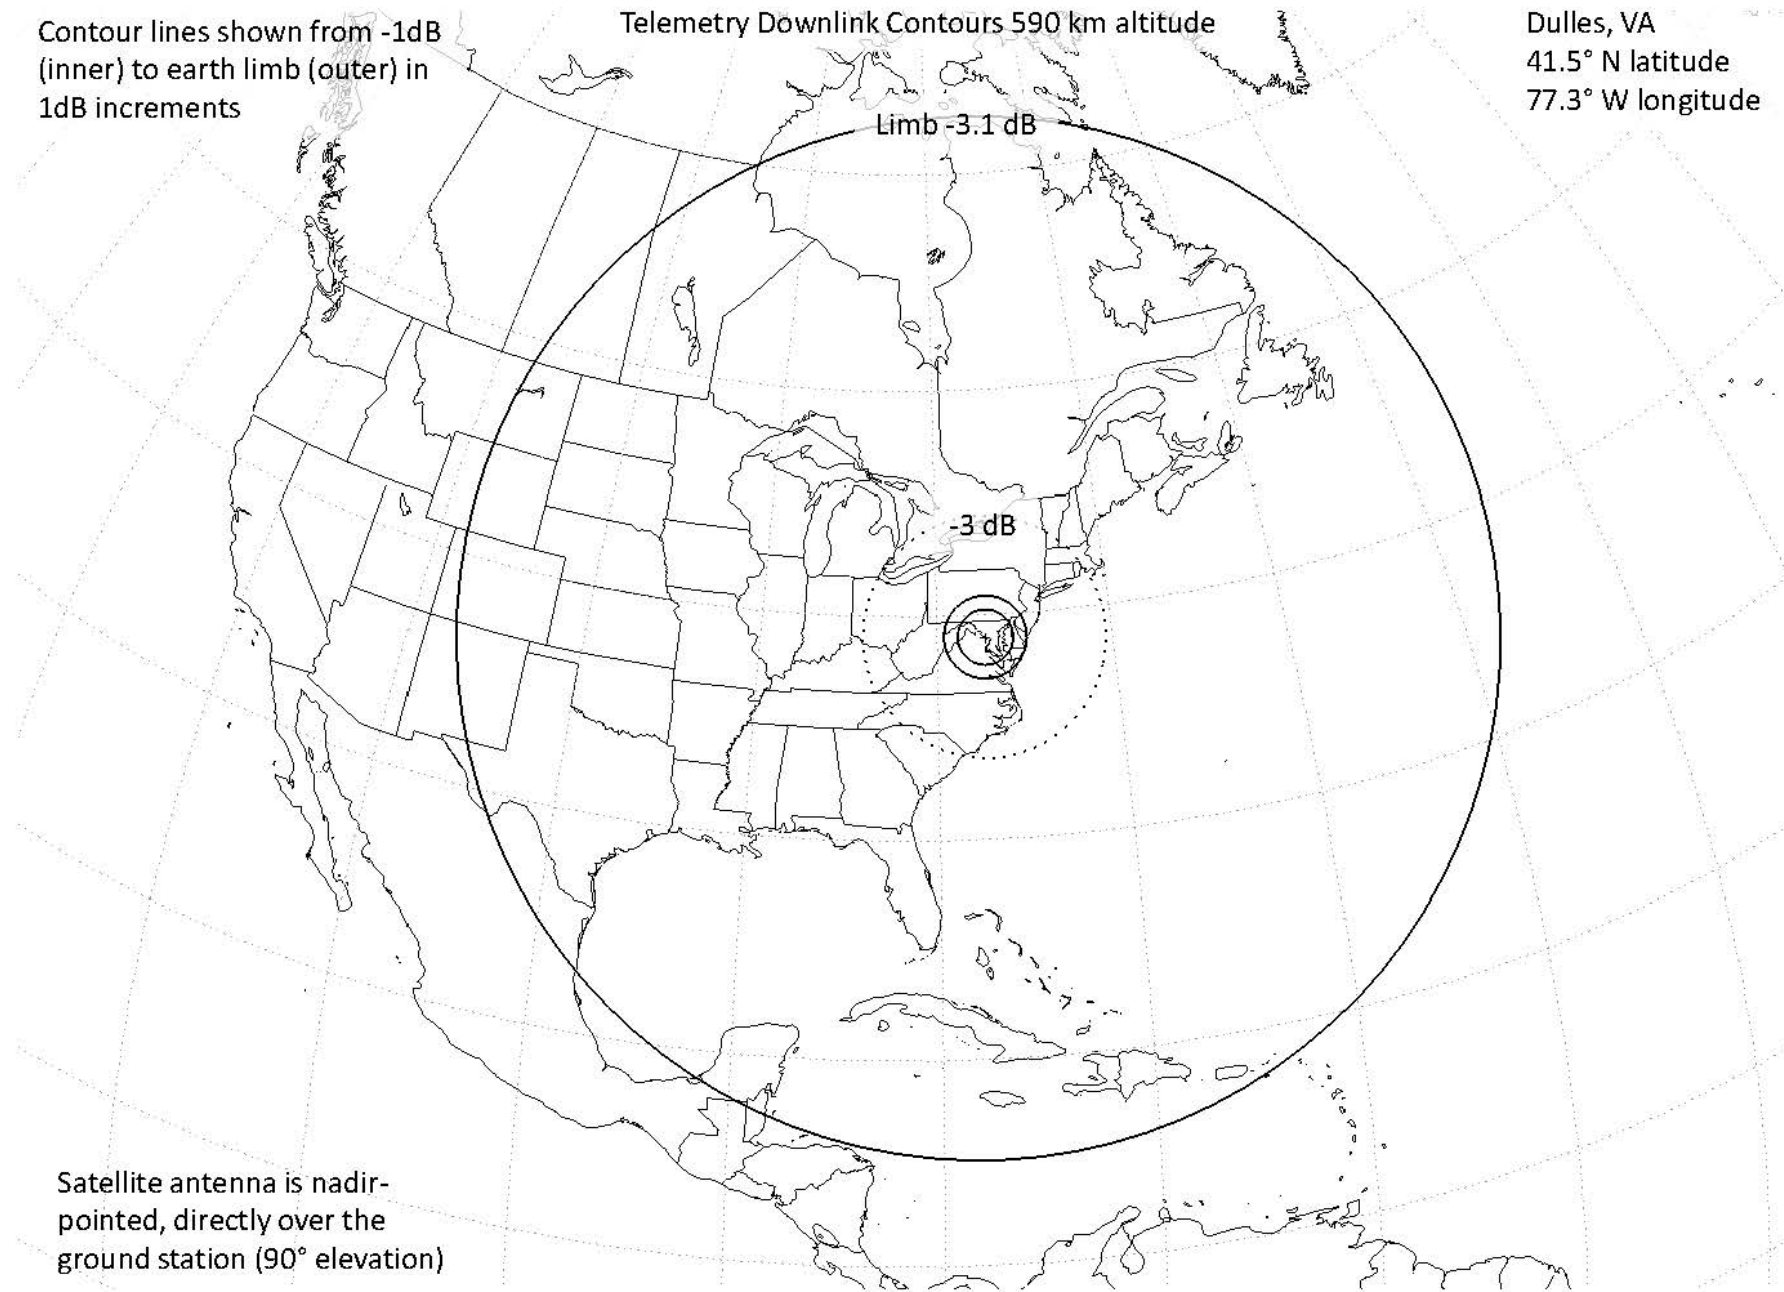 Contour lines shown from -1dB
(inner) to earth limb (outer) in
1dB increments
Telemetry Downlink Contours 590 km altitude
Dulles, VA
41.5° N latitude
77.3° W longitude
Limb -3.1 dB
-3 dB
Satellite antenna is nadir-
pointed, directly over the
ground station (90° elevation)